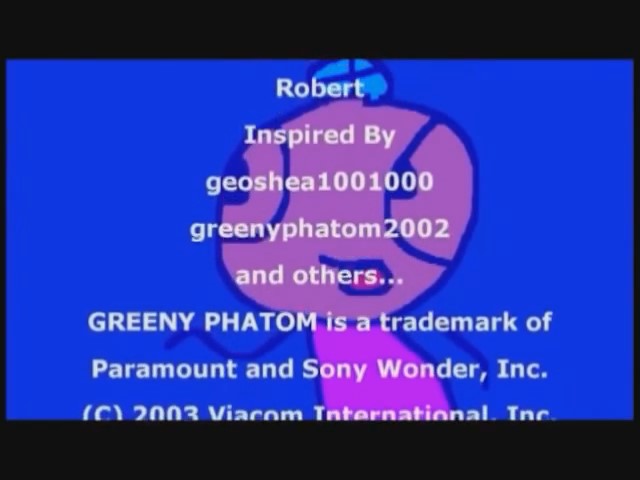 Robert
Inspired By
geoshea1001000
greenyphatom2002
and others...
GREENY PHATOM is a trademark of
Paramount and Sony Wonder, Inc.
(C) 2003 Viacom International, Inc.